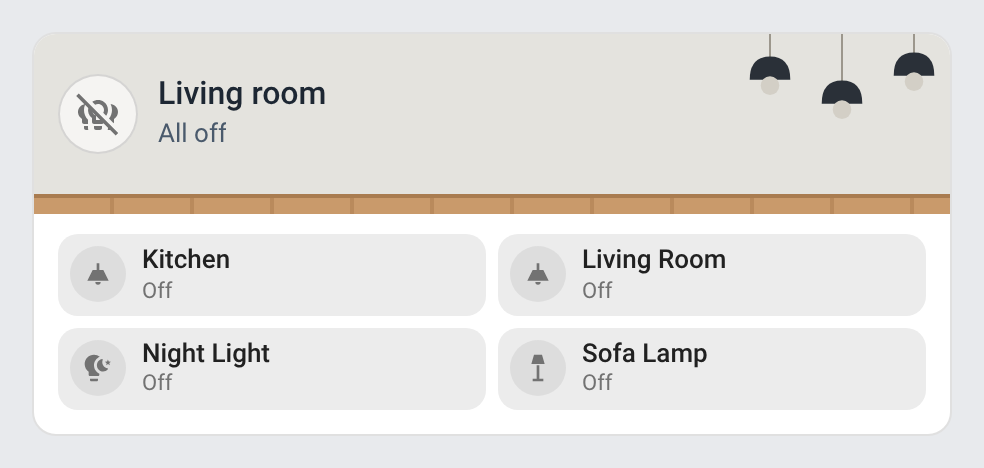 Living room
All off
Kitchen
Off
Living Room
Off
Night Light
Off
Sofa Lamp
Off